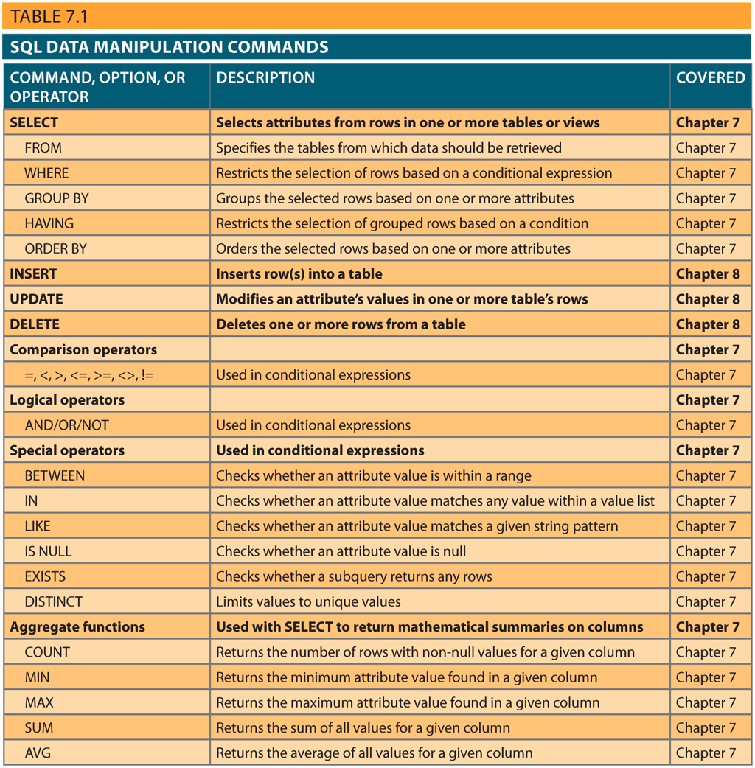 TABLE 7.1
SQL DATA MANIPULATION COMMANDS
COMMAND, OPTION, OR OPERATOR DESCRIPTION COVERED
SELECT Selects attributes from rows in one or more tables or views Chapter 7
FROM Specifies the tables from which data should be retrieved Chapter 7
WHERE Restricts the selection of rows based on a conditional expression Chapter 7
GROUP BY Groups the selected rows based on one or more attributes Chapter 7
HAVING Restricts the selection of grouped rows based on a condition Chapter 7
ORDER BY Orders the selected rows based on one or more attributes Chapter 7
INSERT Inserts row(s) into a table Chapter 8
UPDATE Modifies an attribute’s values in one or more table’s rows Chapter 8
DELETE Deletes one or more rows from a table Chapter 8
Comparison operators Chapter 7
=, <, >, <=, >=, <>, != Used in conditional expressions Chapter 7
Logical operators Chapter 7
AND/OR/NOT Used in conditional expressions Chapter 7
Special operators Used in conditional expressions Chapter 7
BETWEEN Checks whether an attribute value is within a range Chapter 7
IN Checks whether an attribute value matches any value within a value list Chapter 7
LIKE Checks whether an attribute value matches a given string pattern Chapter 7
IS NULL Checks whether an attribute value is null Chapter 7
EXISTS Checks whether a subquery returns any rows Chapter 7
DISTINCT Limits values to unique values Chapter 7
Aggregate functions Used with SELECT to return mathematical summaries on columns Chapter 7
COUNT Returns the number of rows with non-null values for a given column Chapter 7
MIN Returns the minimum attribute value found in a given column Chapter 7
MAX Returns the maximum attribute value found in a given column Chapter 7
SUM Returns the sum of all values for a given column Chapter 7
AVG Returns the average of all values for a given column Chapter 7